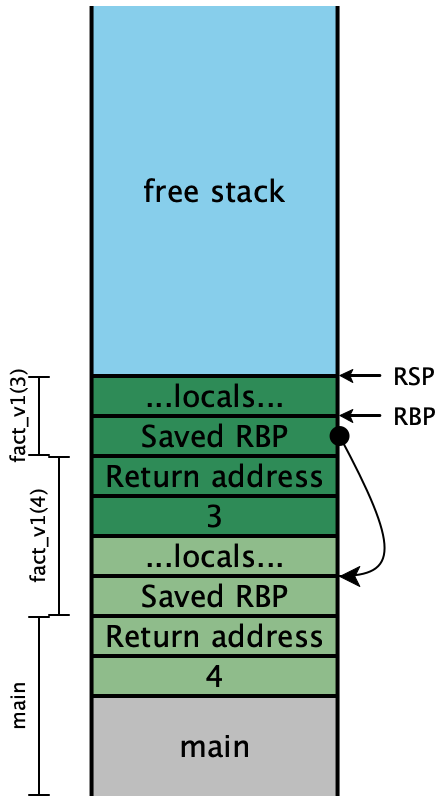 free stack
RSP
...locals...
RBP
Saved RBP
fact_v1(3)
Return address
3
fact_v1(4)
...locals...
Saved RBP
Return address
4
main
main